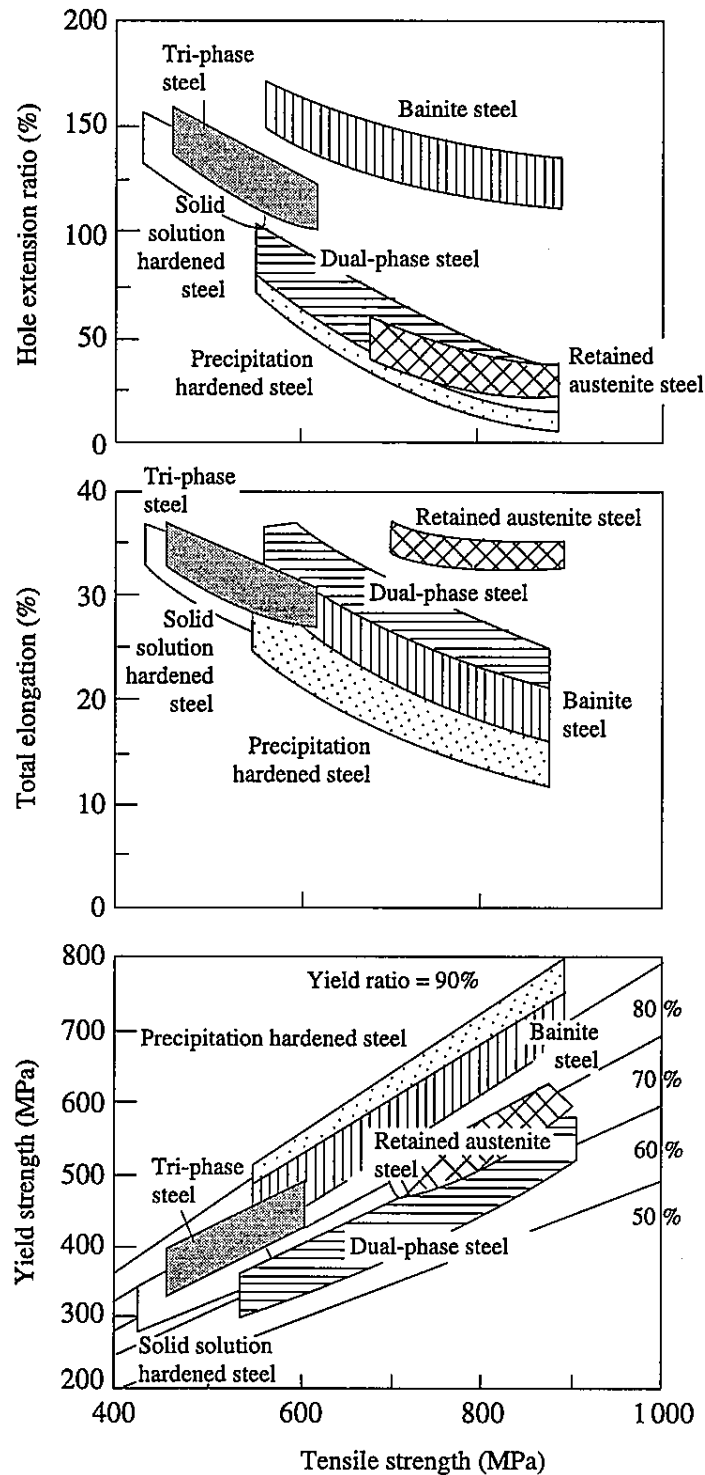 200
150
100
50
0
Hole extension ratio (%)
Tri-phase
steel
Bainite steel
Solid
solution
hardened
steel
Dual-phase steel
Precipitation
hardened steel
Retained
austenite steel
40
30
20
10
0
Total elongation (%)
Tri-phase
steel
Retained austenite steel
Dual-phase steel
Solid
solution
hardened
steel
Bainite
steel
Precipitation
hardened steel
800
700
600
500
400
300
200
Yield strength (MPa)
Yield ratio = 90%
80 %
Precipitation hardened steel
Bainite
steel
70 %
Retained austenite
steel
Tri-phase
steel
60 %
50 %
Dual-phase steel
Solid solution
hardened steel
400
600
800
1 000
Tensile strength (MPa)